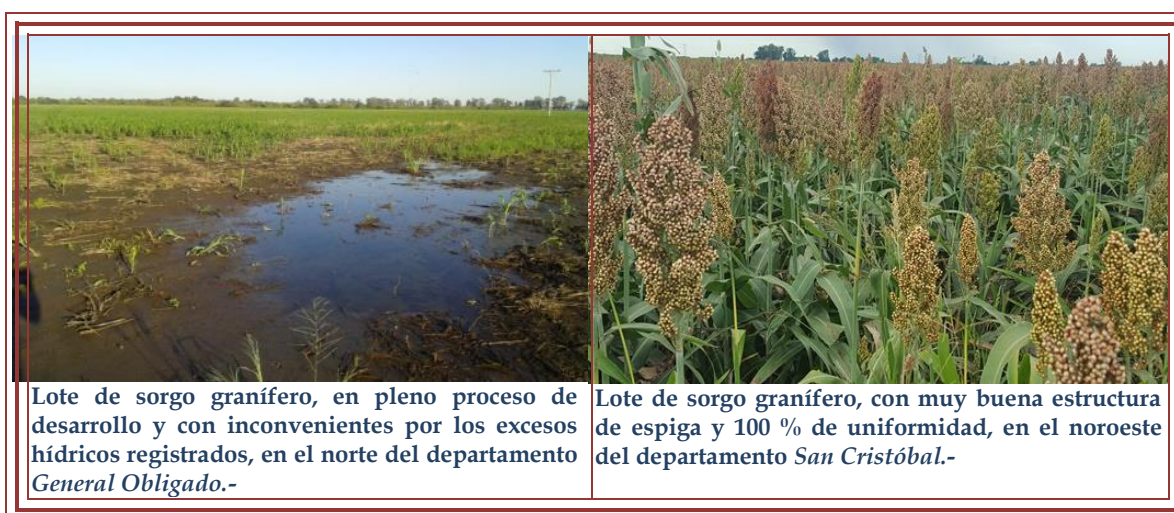 Lote de sorgo granífero, en pleno proceso de
desarrollo y con inconvenientes por los excesos
hídricos registrados, en el norte del departamento
General Obligado.-
Lote de sorgo granífero, con muy buena estructura
de espiga y 100 % de uniformidad, en el noroeste
del departamento San Cristóbal.-